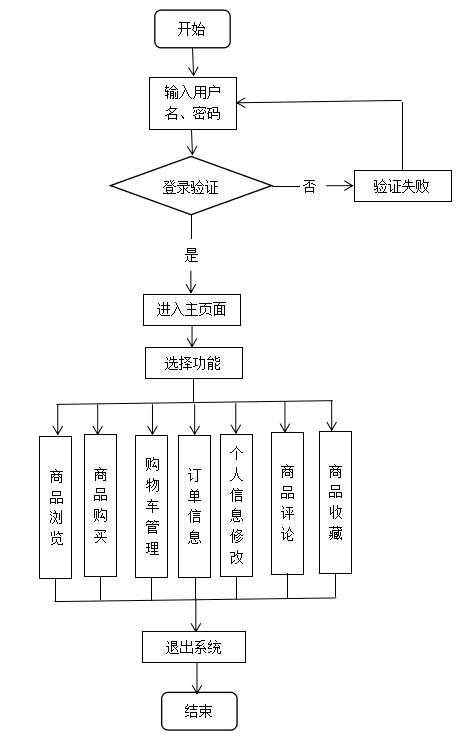 开始
输入用户
名、密码
登录验证
否
验证失败
是
进入主页面
选择功能
商品浏览
商品购买
购物车管理
订单信息
个人信息修改
商品评论
商品收藏
退出系统
结束